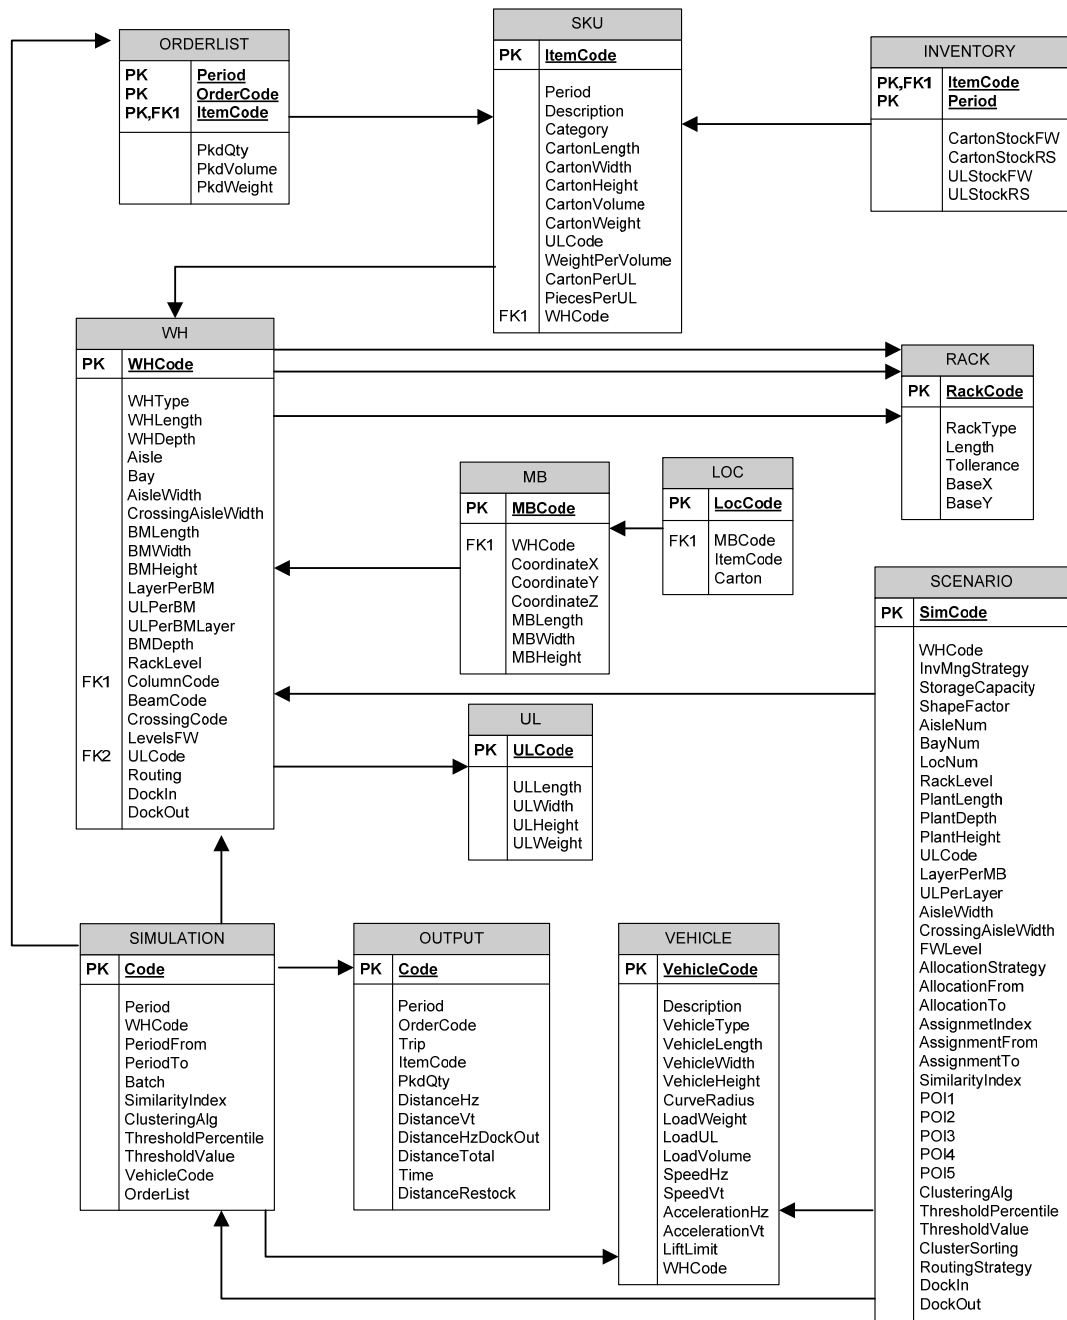 ORDERLIST
PK Period
PK OrderCode
PK,FK1 ItemCode
PkdQty
PkdVolume
PkdWeight
SKU
PK ItemCode
Period
Description
Category
CartonLength
CartonWidth
CartonHeight
CartonVolume
CartonWeight
ULCode
WeightPerVolume
CartonPerUL
PiecesPerUL
FK1 WHCode
INVENTORY
PK,FK1 ItemCode
PK Period
CartonStockFW
CartonStockRS
ULStockFW
ULStockRS
WH
PK WHCode
WHType
WHLength
WHDepth
Aisle
Bay
AisleWidth
CrossingAisleWidth
BMLength
BMWidth
BMHeight
LayerPerBM
ULPerBM
ULPerBMLayer
BMDepth
RackLevel
FK1 ColumnCode
BeamCode
CrossingCode
LevelsFW
FK2 ULCode
Routing
DockIn
DockOut
RACK
PK RackCode
RackType
Length
Tollerance
BaseX
BaseY
MB
PK MBCode
FK1 WHCode
CoordinateX
CoordinateY
CoordinateZ
MBLength
MBWidth
MBHeight
LOC
PK LocCode
FK1 MBCode
ItemCode
Carton
UL
PK ULCode
ULLength
ULWidth
ULHeight
ULWeight
SCENARIO
PK SimCode
WHCode
InvMngStrategy
StorageCapacity
ShapeFactor
AisleNum
BayNum
LocNum
RackLevel
PlantLength
PlantDepth
PlantHeight
ULCode
LayerPerMB
ULPerLayer
AisleWidth
CrossingAisleWidth
FWLevel
AllocationStrategy
AllocationFrom
AllocationTo
AssignmetIndex
AssignmentFrom
AssignmentTo
SimilarityIndex
POI1
POI2
POI3
POI4
POI5
ClusteringAlg
ThresholdPercentile
ThresholdValue
ClusterSorting
RoutingStrategy
DockIn
DockOut
SIMULATION
PK Code
Period
WHCode
PeriodFrom
PeriodTo
Batch
SimilarityIndex
ClusteringAlg
ThresholdPercentile
ThresholdValue
VehicleCode
OrderList
OUTPUT
PK Code
Period
OrderCode
Trip
ItemCode
PkdQty
DistanceHz
DistanceVt
DistanceHzDockOut
DistanceTotal
Time
DistanceRestock
VEHICLE
PK VehicleCode
Description
VehicleType
VehicleLength
VehicleWidth
VehicleHeight
CurveRadius
LoadWeight
LoadUL
LoadVolume
SpeedHz
SpeedVt
AccelerationHz
AccelerationVt
LiftLimit
WHCode